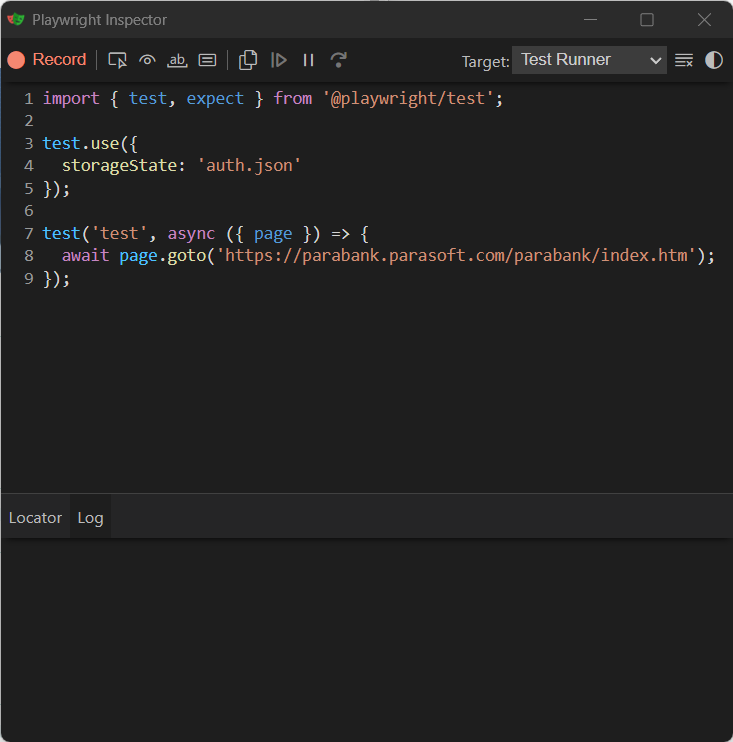 Playwright Inspector
Record ab Target: Test Runner
1 import { test, expect } from '@playwright/test';
2
3 test.use({
4   storageState: 'auth.json'
5 });
6
7 test('test', async ({ page }) => {
8   await page.goto('https://parabank.parasoft.com/parabank/index.htm');
9 });
Locator Log